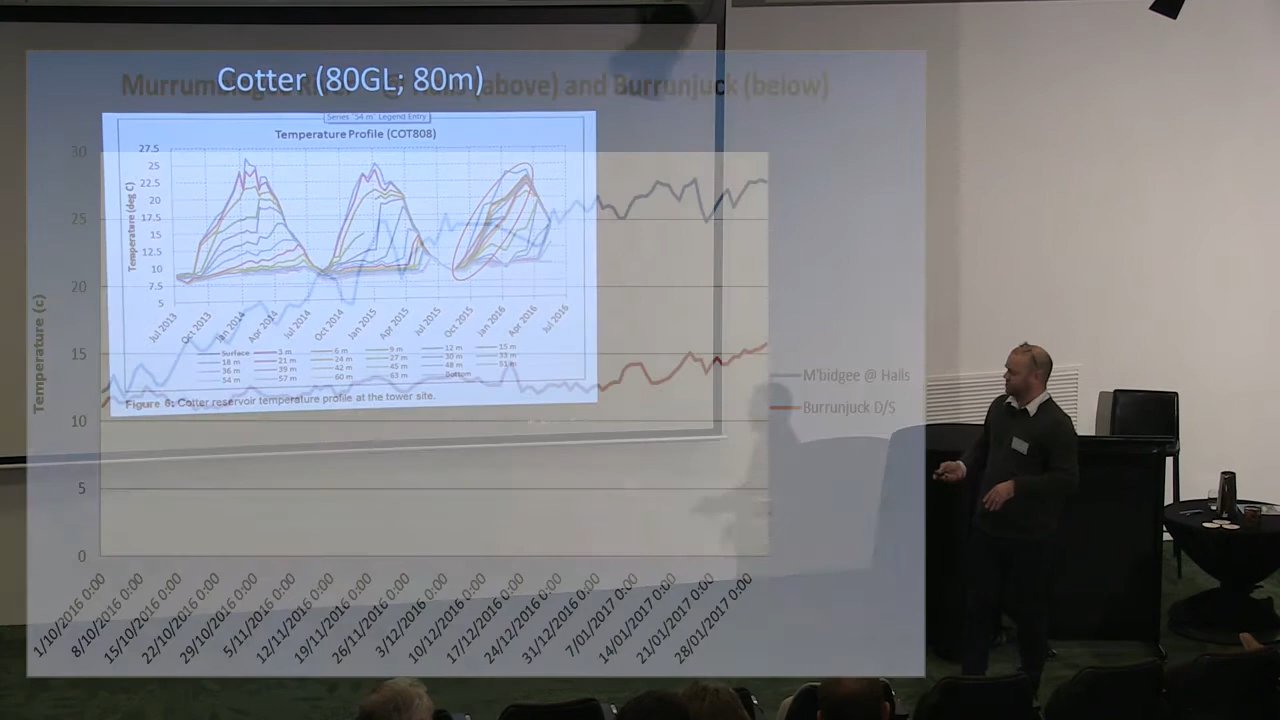 Cotter (80GL; 80m)
(above) and Burrunjuck (below)
Series "54 m" Legend Entry
Temperature Profile (COT808)
Temperature (deg C)
27.5
25
22.5
20
17.5
15
12.5
10
7.5
5
Jul 2013
Oct 2013
Jan 2014
Apr 2014
Jul 2014
Oct 2014
Jan 2015
Apr 2015
Jul 2015
Oct 2015
Jan 2016
Apr 2016
Jul 2016
Surface 3 m 6 m 9 m 12 m 15 m
18 m 21 m 24 m 27 m 30 m 33 m
36 m 39 m 42 m 45 m 48 m 51m
54 m 57 m 60 m 63 m Bottom
Figure 6: Cotter reservoir temperature profile at the tower site.
Temperature (c)
30
25
20
15
10
5
0
M'bidgee @ Halls
Burrunjuck D/S
1/10/2016 0:00
8/10/2016 0:00
15/10/2016 0:00
22/10/2016 0:00
29/10/2016 0:00
5/11/2016 0:00
12/11/2016 0:00
19/11/2016 0:00
26/11/2016 0:00
3/12/2016 0:00
10/12/2016 0:00
17/12/2016 0:00
24/12/2016 0:00
31/12/2016 0:00
7/01/2017 0:00
14/01/2017 0:00
21/01/2017 0:00
28/01/2017 0:00